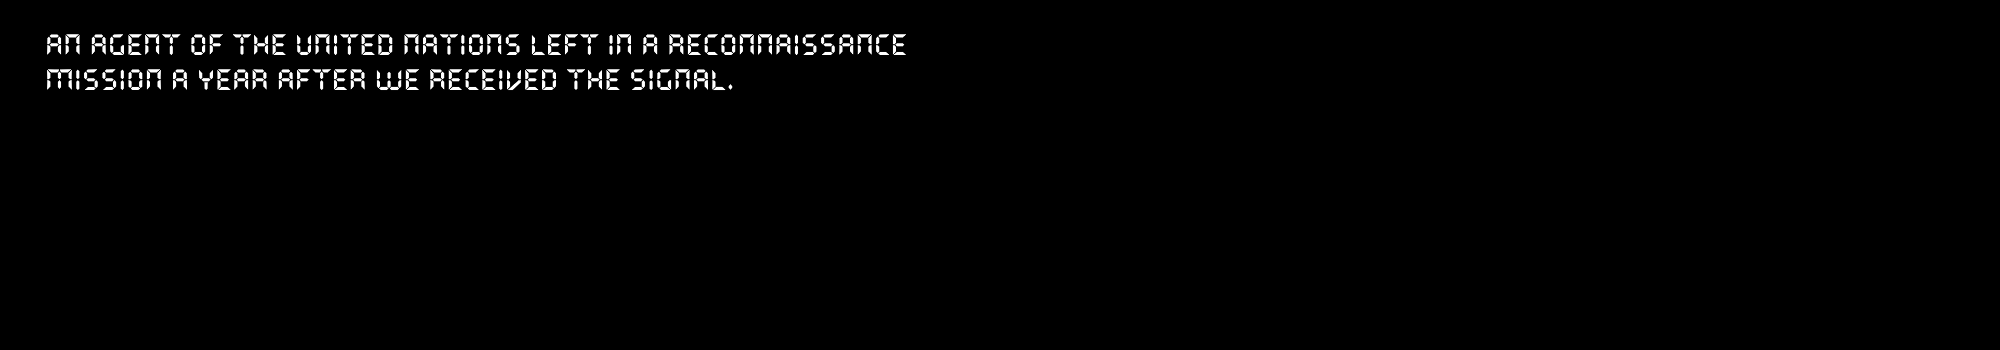 AN AGENT OF THE UNITED NATIONS LEFT IN A RECONNAISSANCE
MISSION A YEAR AFTER WE RECEIVED THE SIGNAL.